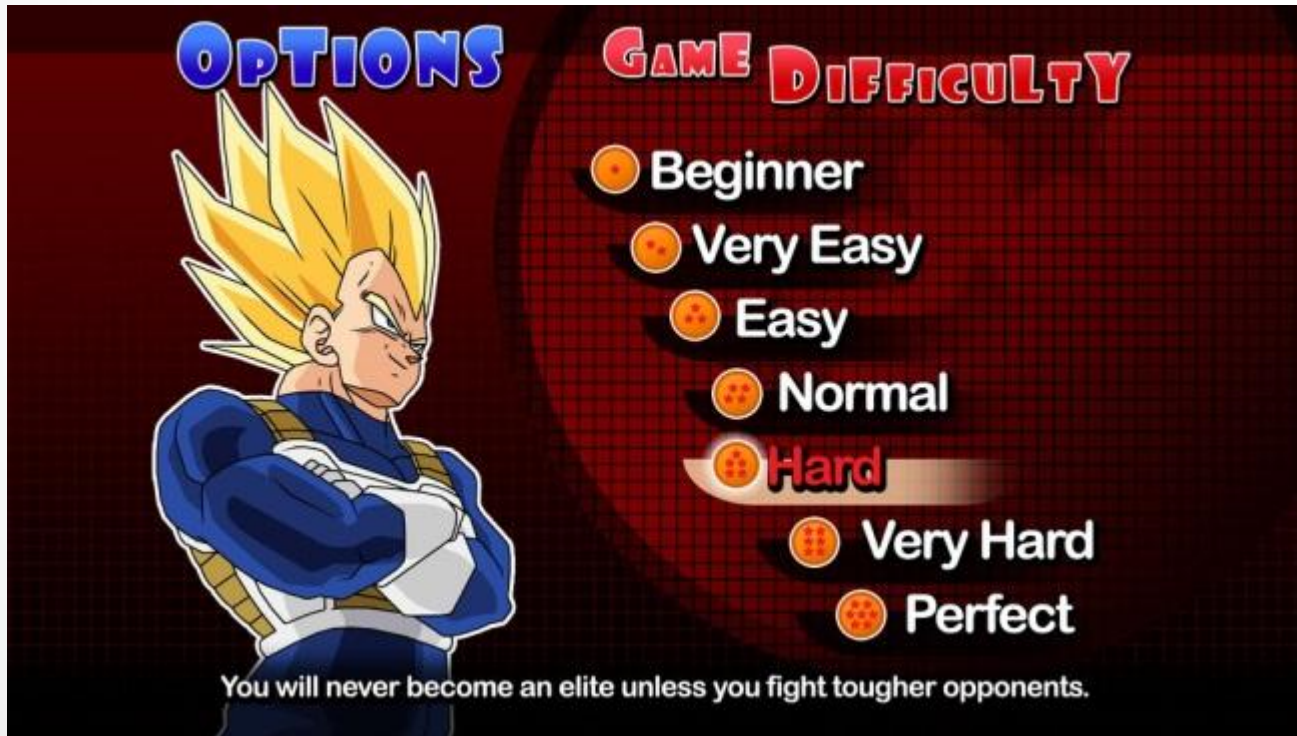 OPTIONS
GAME DIFFICULTY
Beginner
Very Easy
Easy
Normal
Hard
Very Hard
Perfect
You will never become an elite unless you fight tougher opponents.